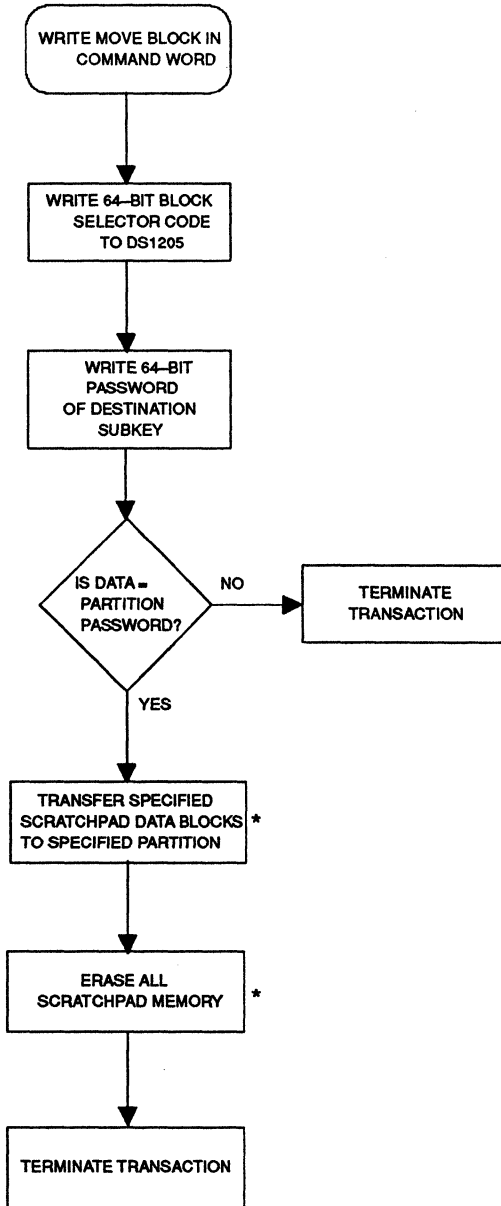 WRITE MOVE BLOCK IN
COMMAND WORD
WRITE 64–BIT BLOCK
SELECTOR CODE
TO DS1205
WRITE 64–BIT
PASSWORD
OF DESTINATION
SUBKEY
IS DATA =
PARTITION
PASSWORD?
NO
TERMINATE
TRANSACTION
YES
TRANSFER SPECIFIED
SCRATCHPAD DATA BLOCKS *
TO SPECIFIED PARTITION
ERASE ALL
SCRATCHPAD MEMORY *
TERMINATE TRANSACTION